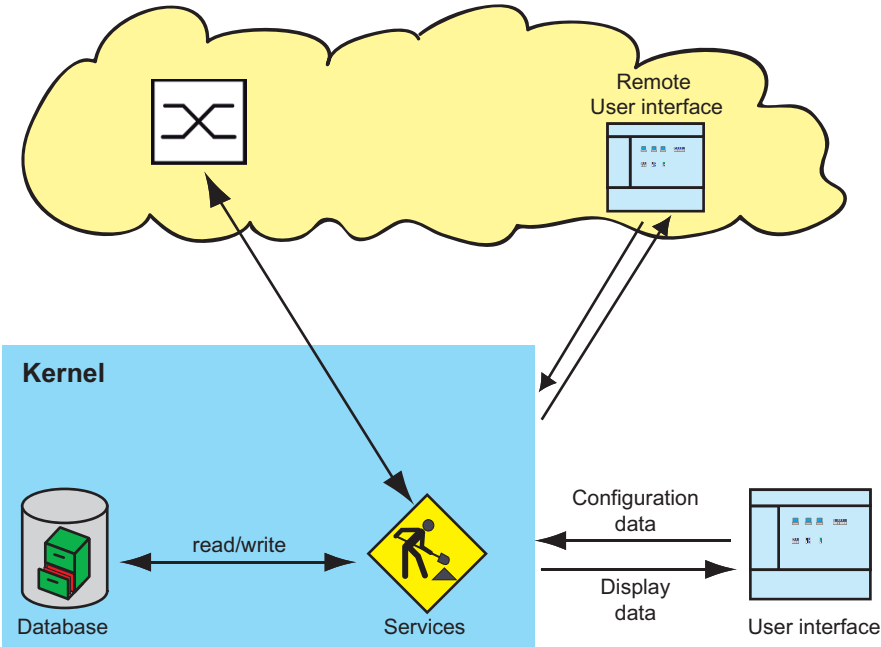 Remote
User interface
Kernel
Configuration
data
read/write
Display
data
Database
Services
User interface